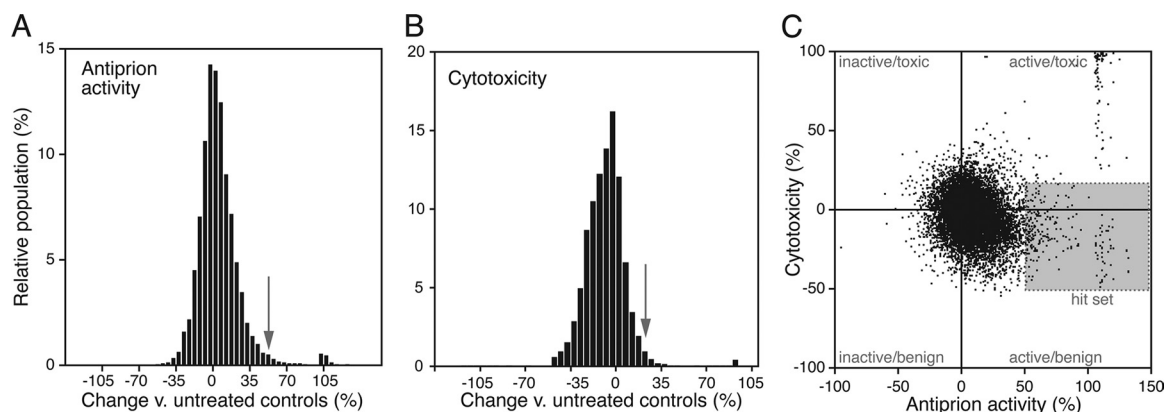 A
Antiprion
activity
Relative population (%)
15
10
5
0
-105 -70 -35 0 35 70 105
Change v. untreated controls (%)
B
Cytotoxicity
20
15
10
5
0
-105 -70 -35 0 35 70 105
Change v. untreated controls (%)
C
inactive/toxic active/toxic
Cytotoxicity (%)
100
50
0
-50
-100
hit set
inactive/benign active/benign
-100 -50 0 50 100 150
Antiprion activity (%)